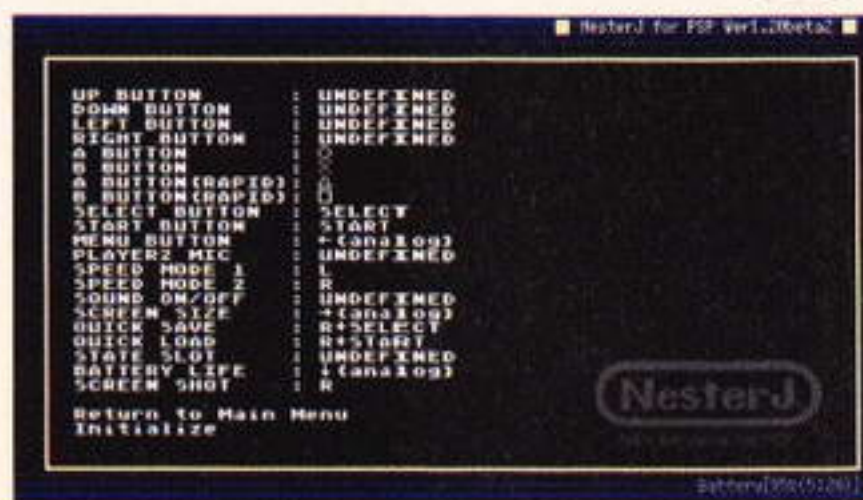 NesterJ for PSP Ver1.20beta2
UP BUTTON : UNDEFINED
DOWN BUTTON : UNDEFINED
LEFT BUTTON : UNDEFINED
RIGHT BUTTON : UNDEFINED
A BUTTON : ○
B BUTTON : ×
A BUTTON(RAPID): △
B BUTTON(RAPID): □
SELECT BUTTON : SELECT
START BUTTON : START
MENU BUTTON : ←(analog)
PLAYER2 MIC : UNDEFINED
SPEED MODE 1 : L
SPEED MODE 2 : R
SOUND ON/OFF : UNDEFINED
SCREEN SIZE : →(analog)
QUICK SAVE : R+SELECT
QUICK LOAD : R+START
STATE SLOT : UNDEFINED
BATTERY LIFE : ↓(analog)
SCREEN SHOT : R
Return to Main Menu
Initialize
NesterJ